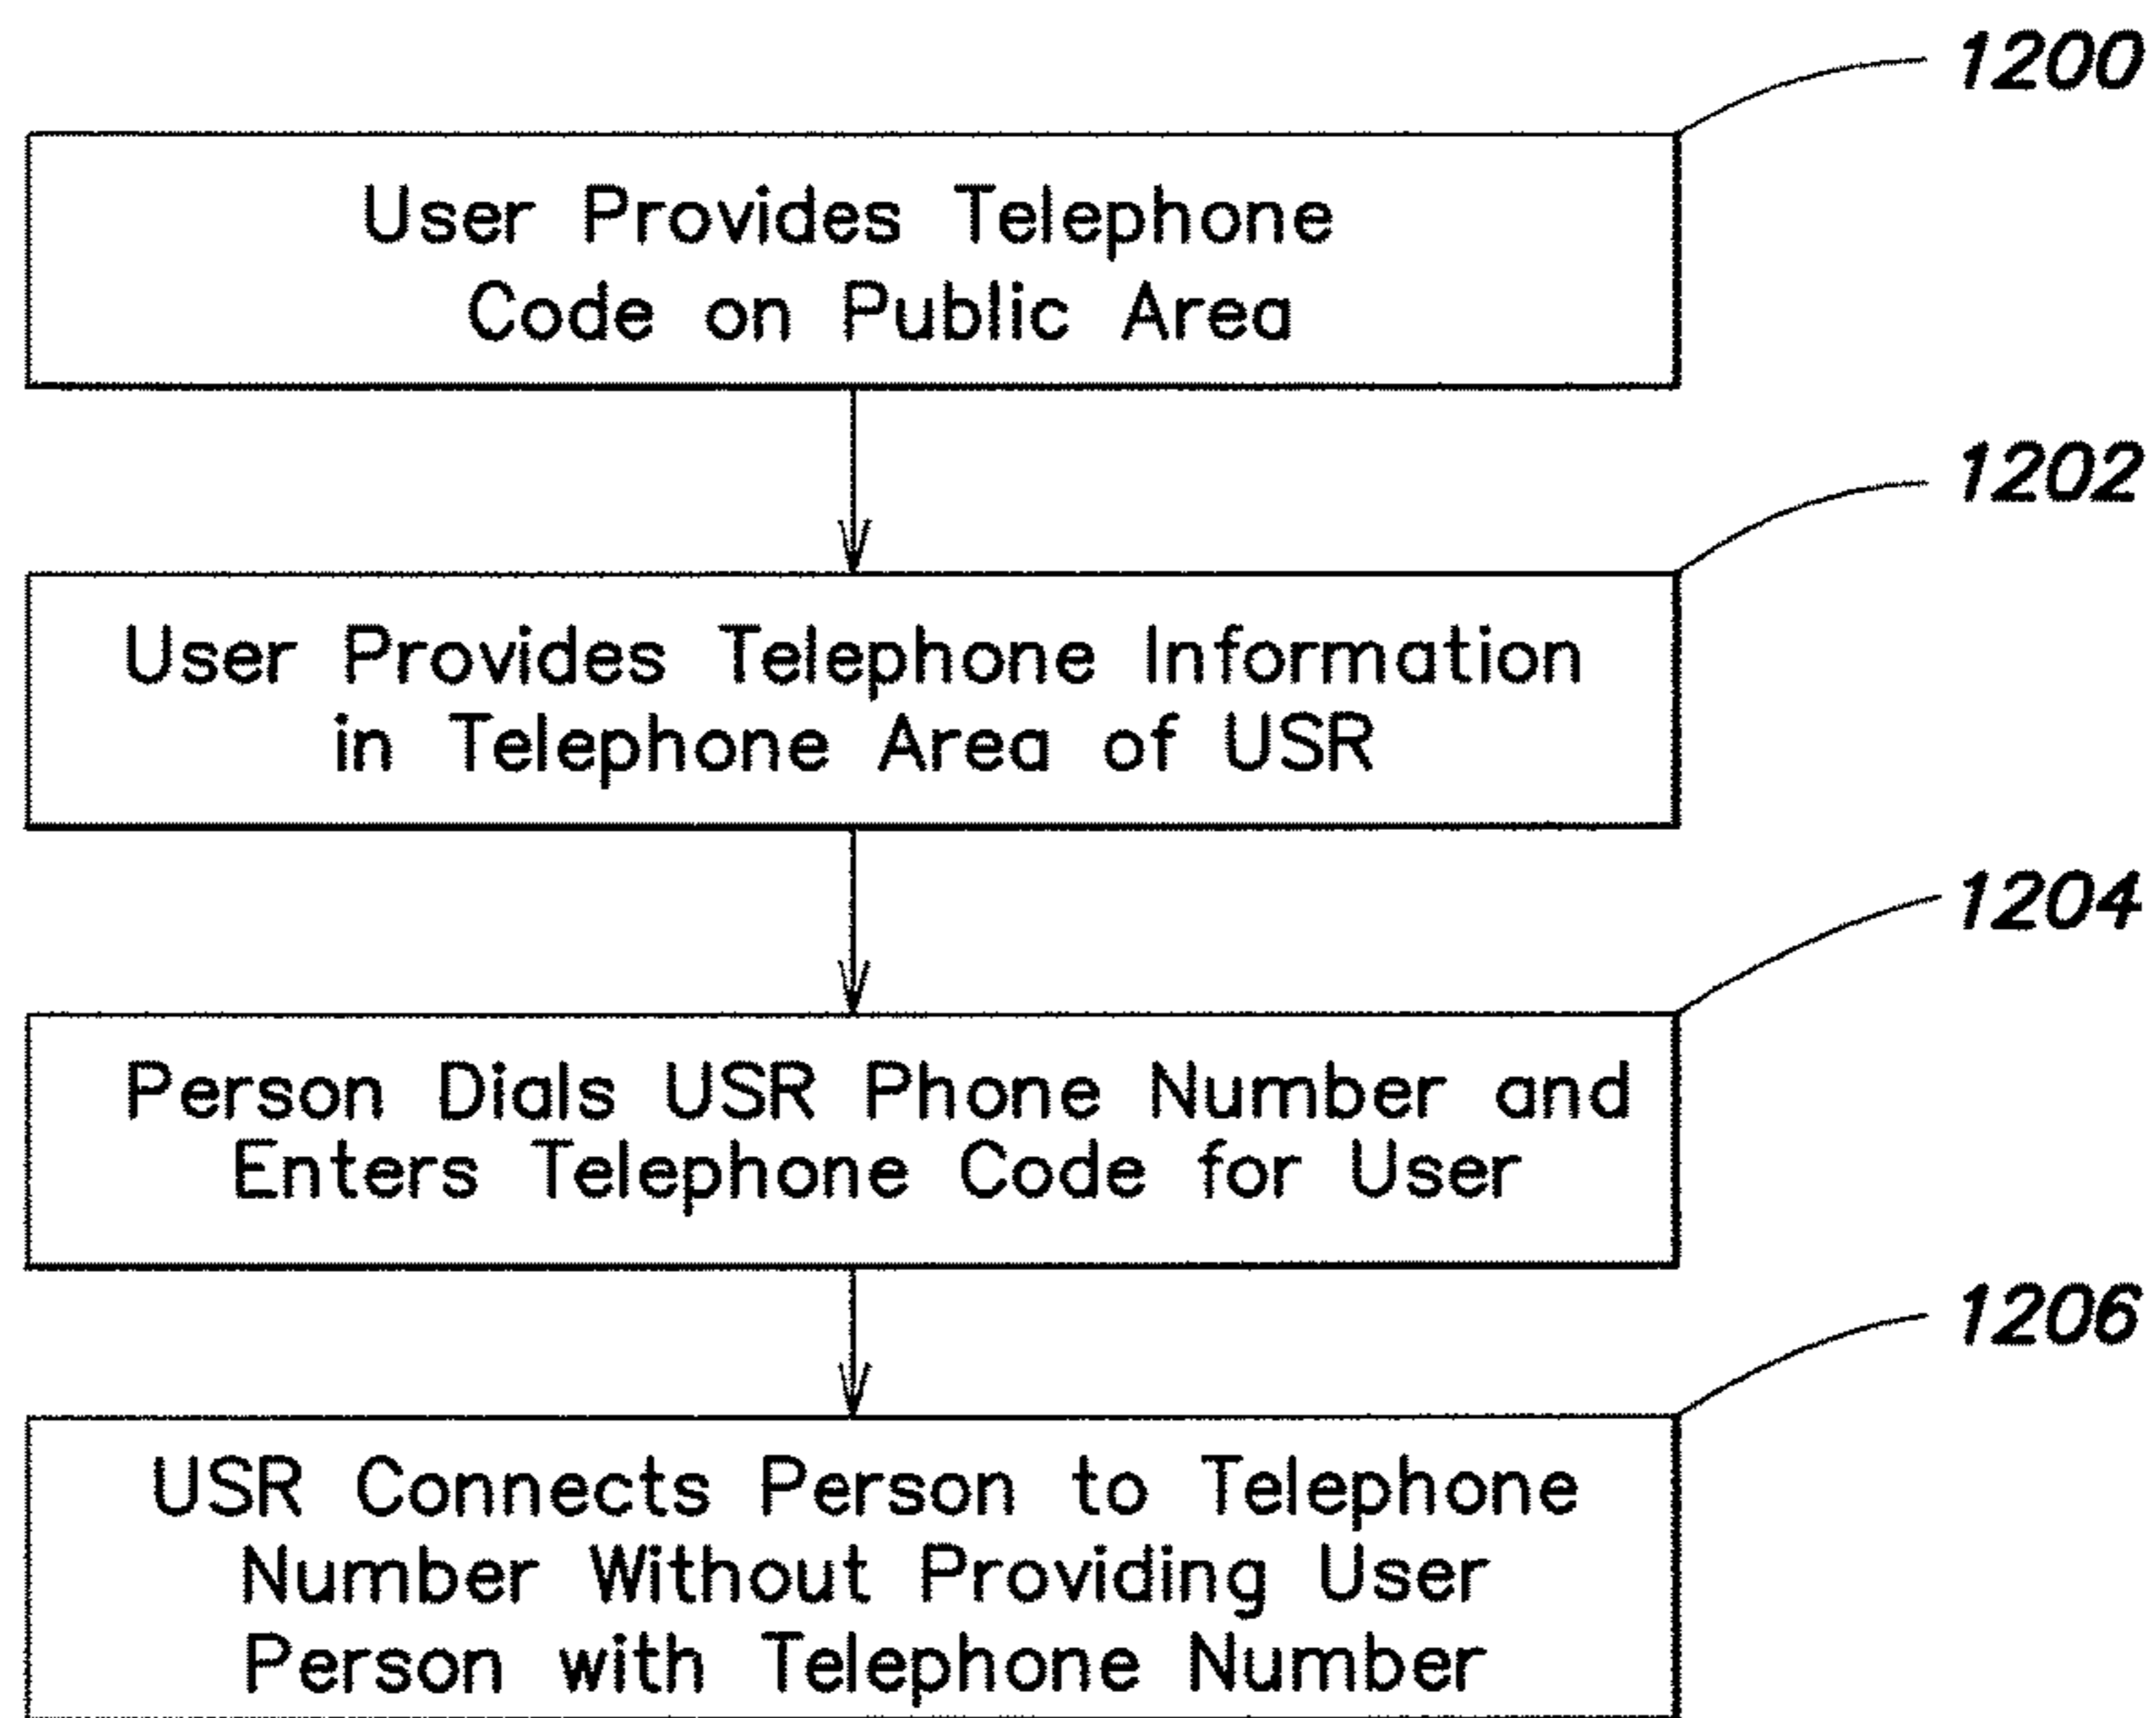 1200
User Provides Telephone
Code on Public Area
1202
User Provides Telephone Information
in Telephone Area of USR
1204
Person Dials USR Phone Number and
Enters Telephone Code for User
1206
USR Connects Person to Telephone
Number Without Providing User
Person with Telephone Number